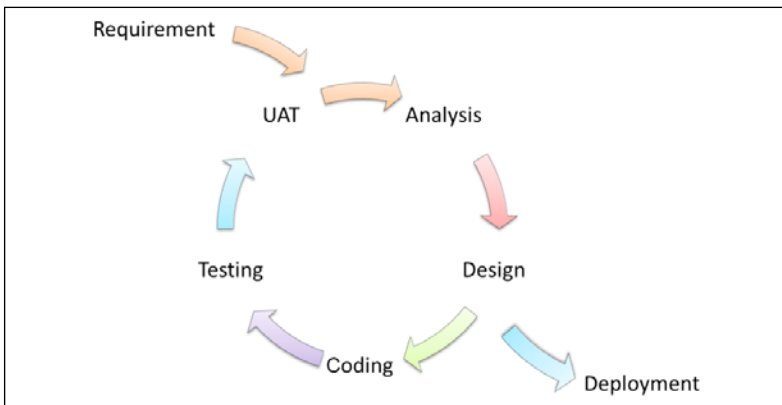 Requirement
UAT
Analysis
Testing
Design
Coding
Deployment